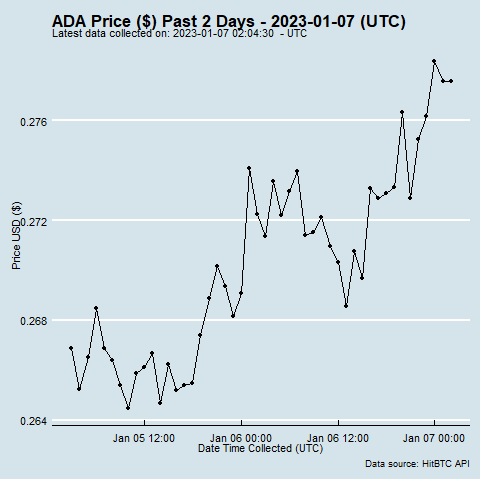 ADA Price ($) Past 2 Days - 2023-01-07 (UTC)
Latest data collected on: 2023-01-07 02:04:30 - UTC
0.276
0.272
0.268
0.264
Price USD ($)
Jan 05 12:00
Jan 06 00:00
Jan 06 12:00
Jan 07 00:00
Date Time Collected (UTC)
Data source: HitBTC API